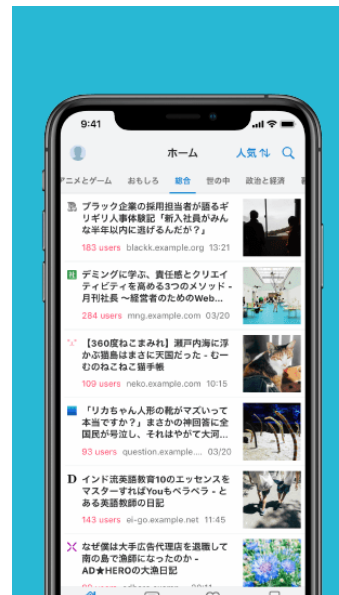 9:41
ホーム
人気
アニメとゲーム おもしろ 総合 世の中 政治と経済
ブラック企業の採用担当者が語るギ
リギリ人事体験記「新入社員がみん
な半年以内に逃げるんだが？」
183 users blackk.example.org 13:21
デミングに学ぶ、責任感とクリエイ
ティビティを高める3つのメソッド -
月刊社員 〜経営者のためのWeb...
284 users mng.example.com 03/20
【360度ねこまみれ】瀬戸内海に浮
かぶ猫島はまさに天国だった - むー
むのねこねこ猫手帳
109 users neko.example.com 10:15
「リカちゃん人形の靴がマズいって
本当ですか？」まさかの神回答に全
国民が号泣し、それはやがて大河...
93 users question.example.... 03/20
D インド流英語教育10のエッセンスを
マスターすればYouもペラペラ - と
ある英語教師の日記
143 users ei-go.example.net 11:45
なぜ僕は大手広告代理店を退職して
南の島で漁師になったのか -
AD★HEROの大漁日記